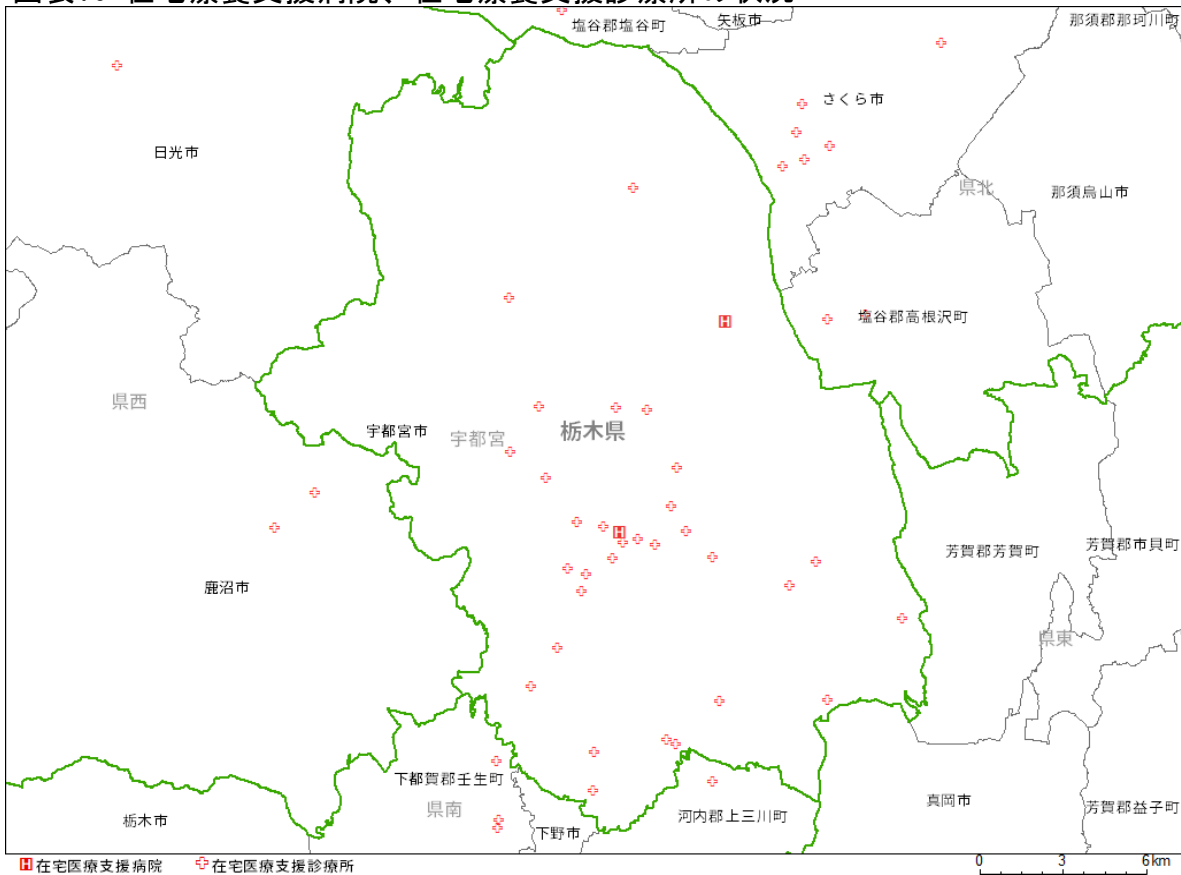 塩谷郡塩谷町
矢板市
那須郡那珂川町
さくら市
日光市
県北
那須烏山市
塩谷郡高根沢町
県西
宇都宮市
宇都宮
栃木県
芳賀郡芳賀町
芳賀郡市貝町
鹿沼市
県東
下都賀郡壬生町
県南
栃木市
下野市
河内郡上三川町
真岡市
芳賀郡益子町
在宅医療支援病院 在宅医療支援診療所
0 3 6km